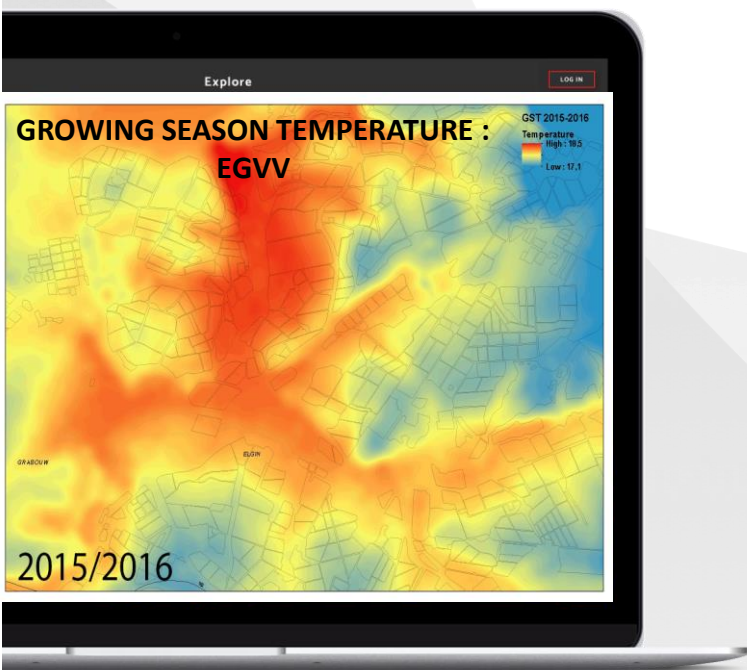 Explore
LOG IN
GROWING SEASON TEMPERATURE :
EGVV
GST 2015-2016
Temperature
High : 18,5
Low : 17,1
GRABOUW
ELGIN
2015/2016